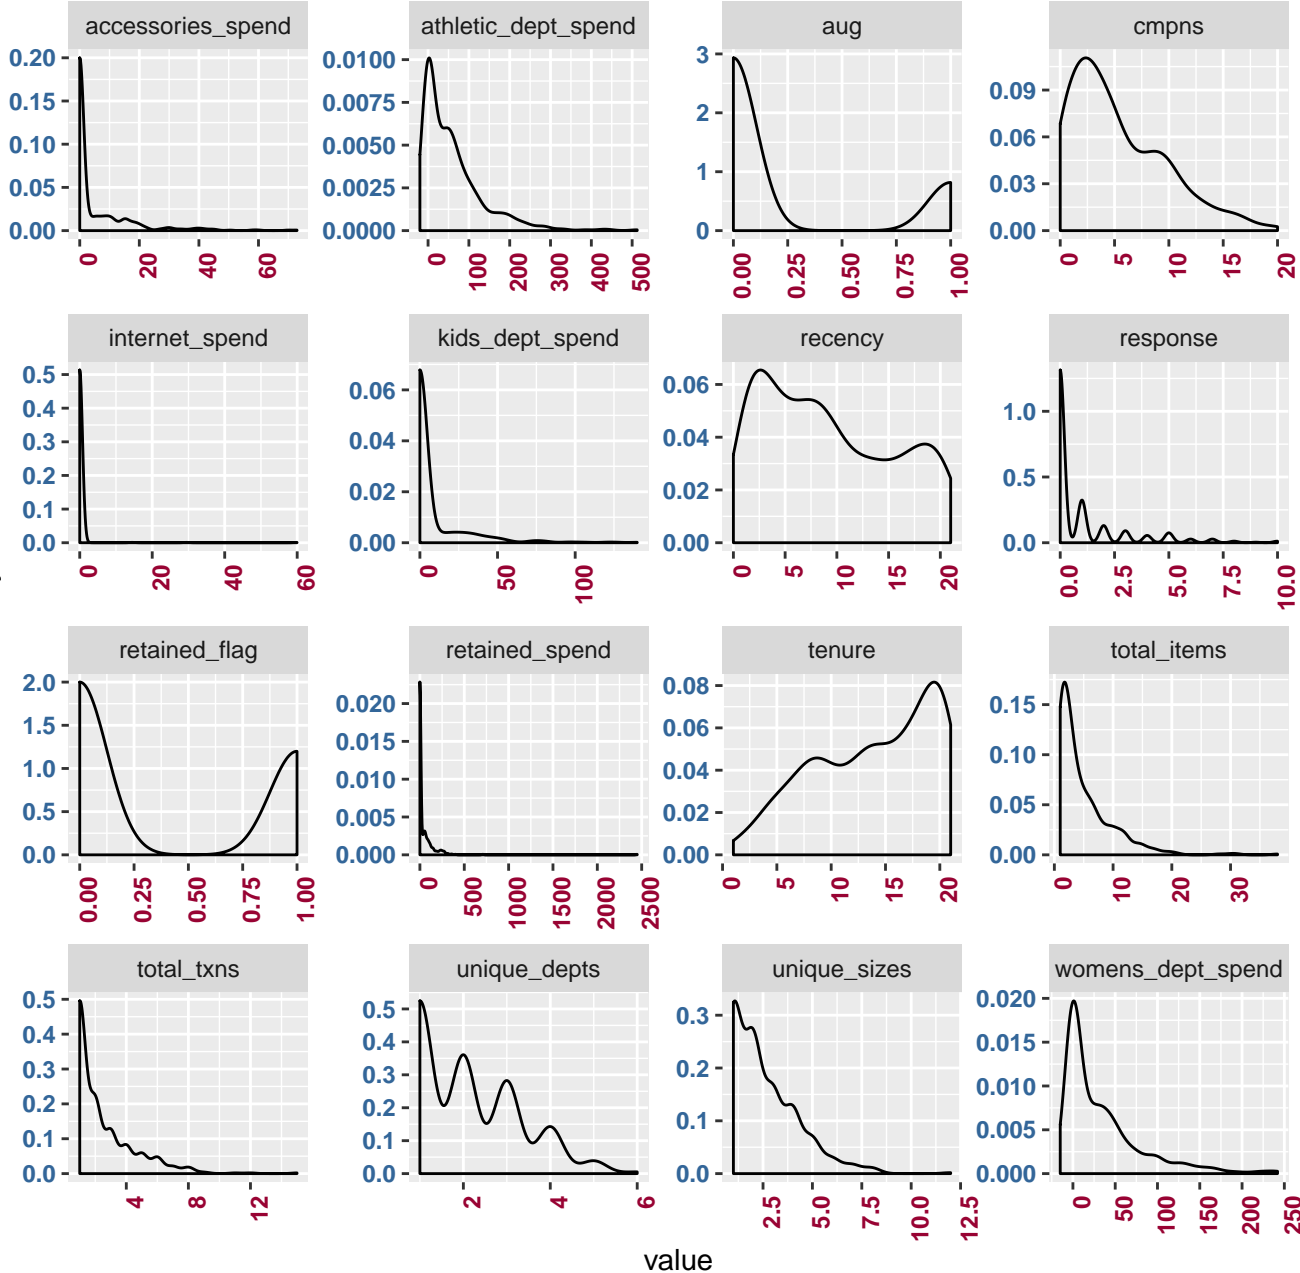 accessories_spend athletic_dept_spend aug cmpns
0.20 0.15 0.10 0.05 0.00
0 20 40 60
0.0100 0.0075 0.0050 0.0025 0.0000
0 100 200 300 400 500
3 2 1 0
0.00 0.25 0.50 0.75 1.00
0.09 0.06 0.03 0.00
0 5 10 15 20
internet_spend kids_dept_spend recency response
0.5 0.4 0.3 0.2 0.1 0.0
0 20 40 60
0.06 0.04 0.02 0.00
0 50 100
0.06 0.04 0.02 0.00
0 5 10 15 20
1.0 0.5 0.0
0.0 2.5 5.0 7.5 10.0
retained_flag retained_spend tenure total_items
2.0 1.5 1.0 0.5 0.0
0.00 0.25 0.50 0.75 1.00
0.020 0.015 0.010 0.005 0.000
0 500 1000 1500 2000 2500
0.08 0.06 0.04 0.02 0.00
0 5 10 15 20
0.15 0.10 0.05 0.00
0 10 20 30
total_txns unique_depts unique_sizes womens_dept_spend
0.5 0.4 0.3 0.2 0.1 0.0
4 8 12
0.5 0.4 0.3 0.2 0.1 0.0
2 4 6
0.3 0.2 0.1 0.0
2.5 5.0 7.5 10.0 12.5
0.020 0.015 0.010 0.005 0.000
0 50 100 150 200 250
value